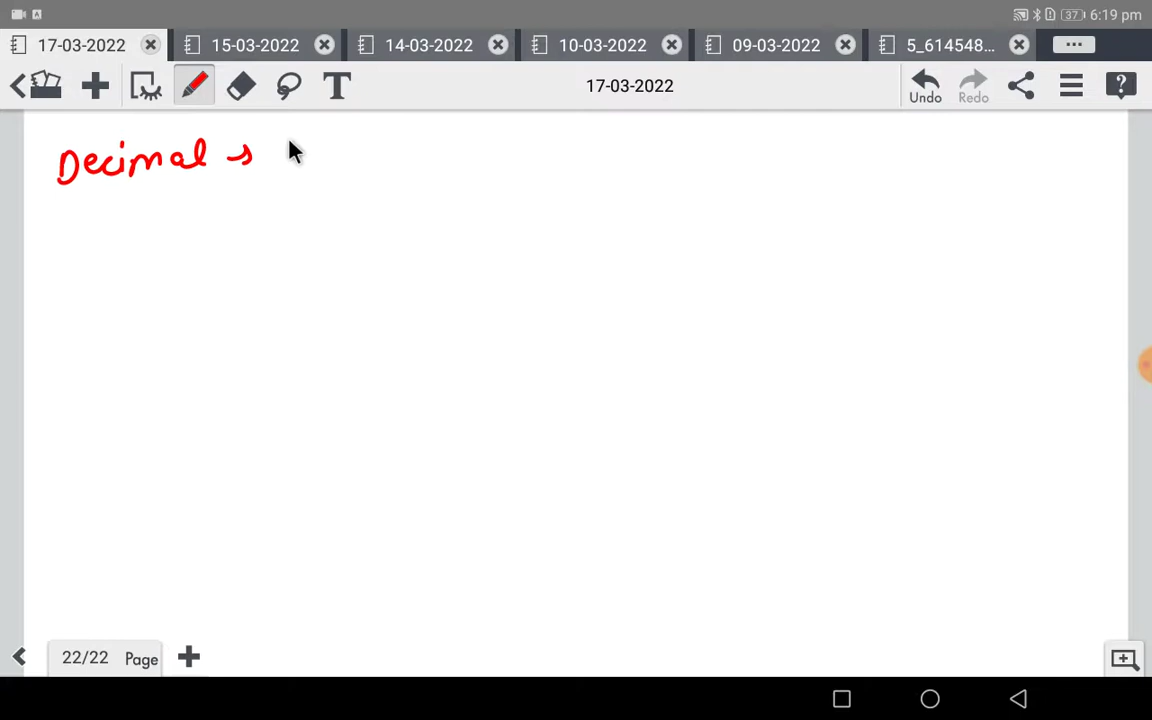 37 6:19 pm
17-03-2022 15-03-2022 14-03-2022 10-03-2022 09-03-2022 5_614548... ...
T 17-03-2022 Undo Redo ?
Decimal →
22/22 Page